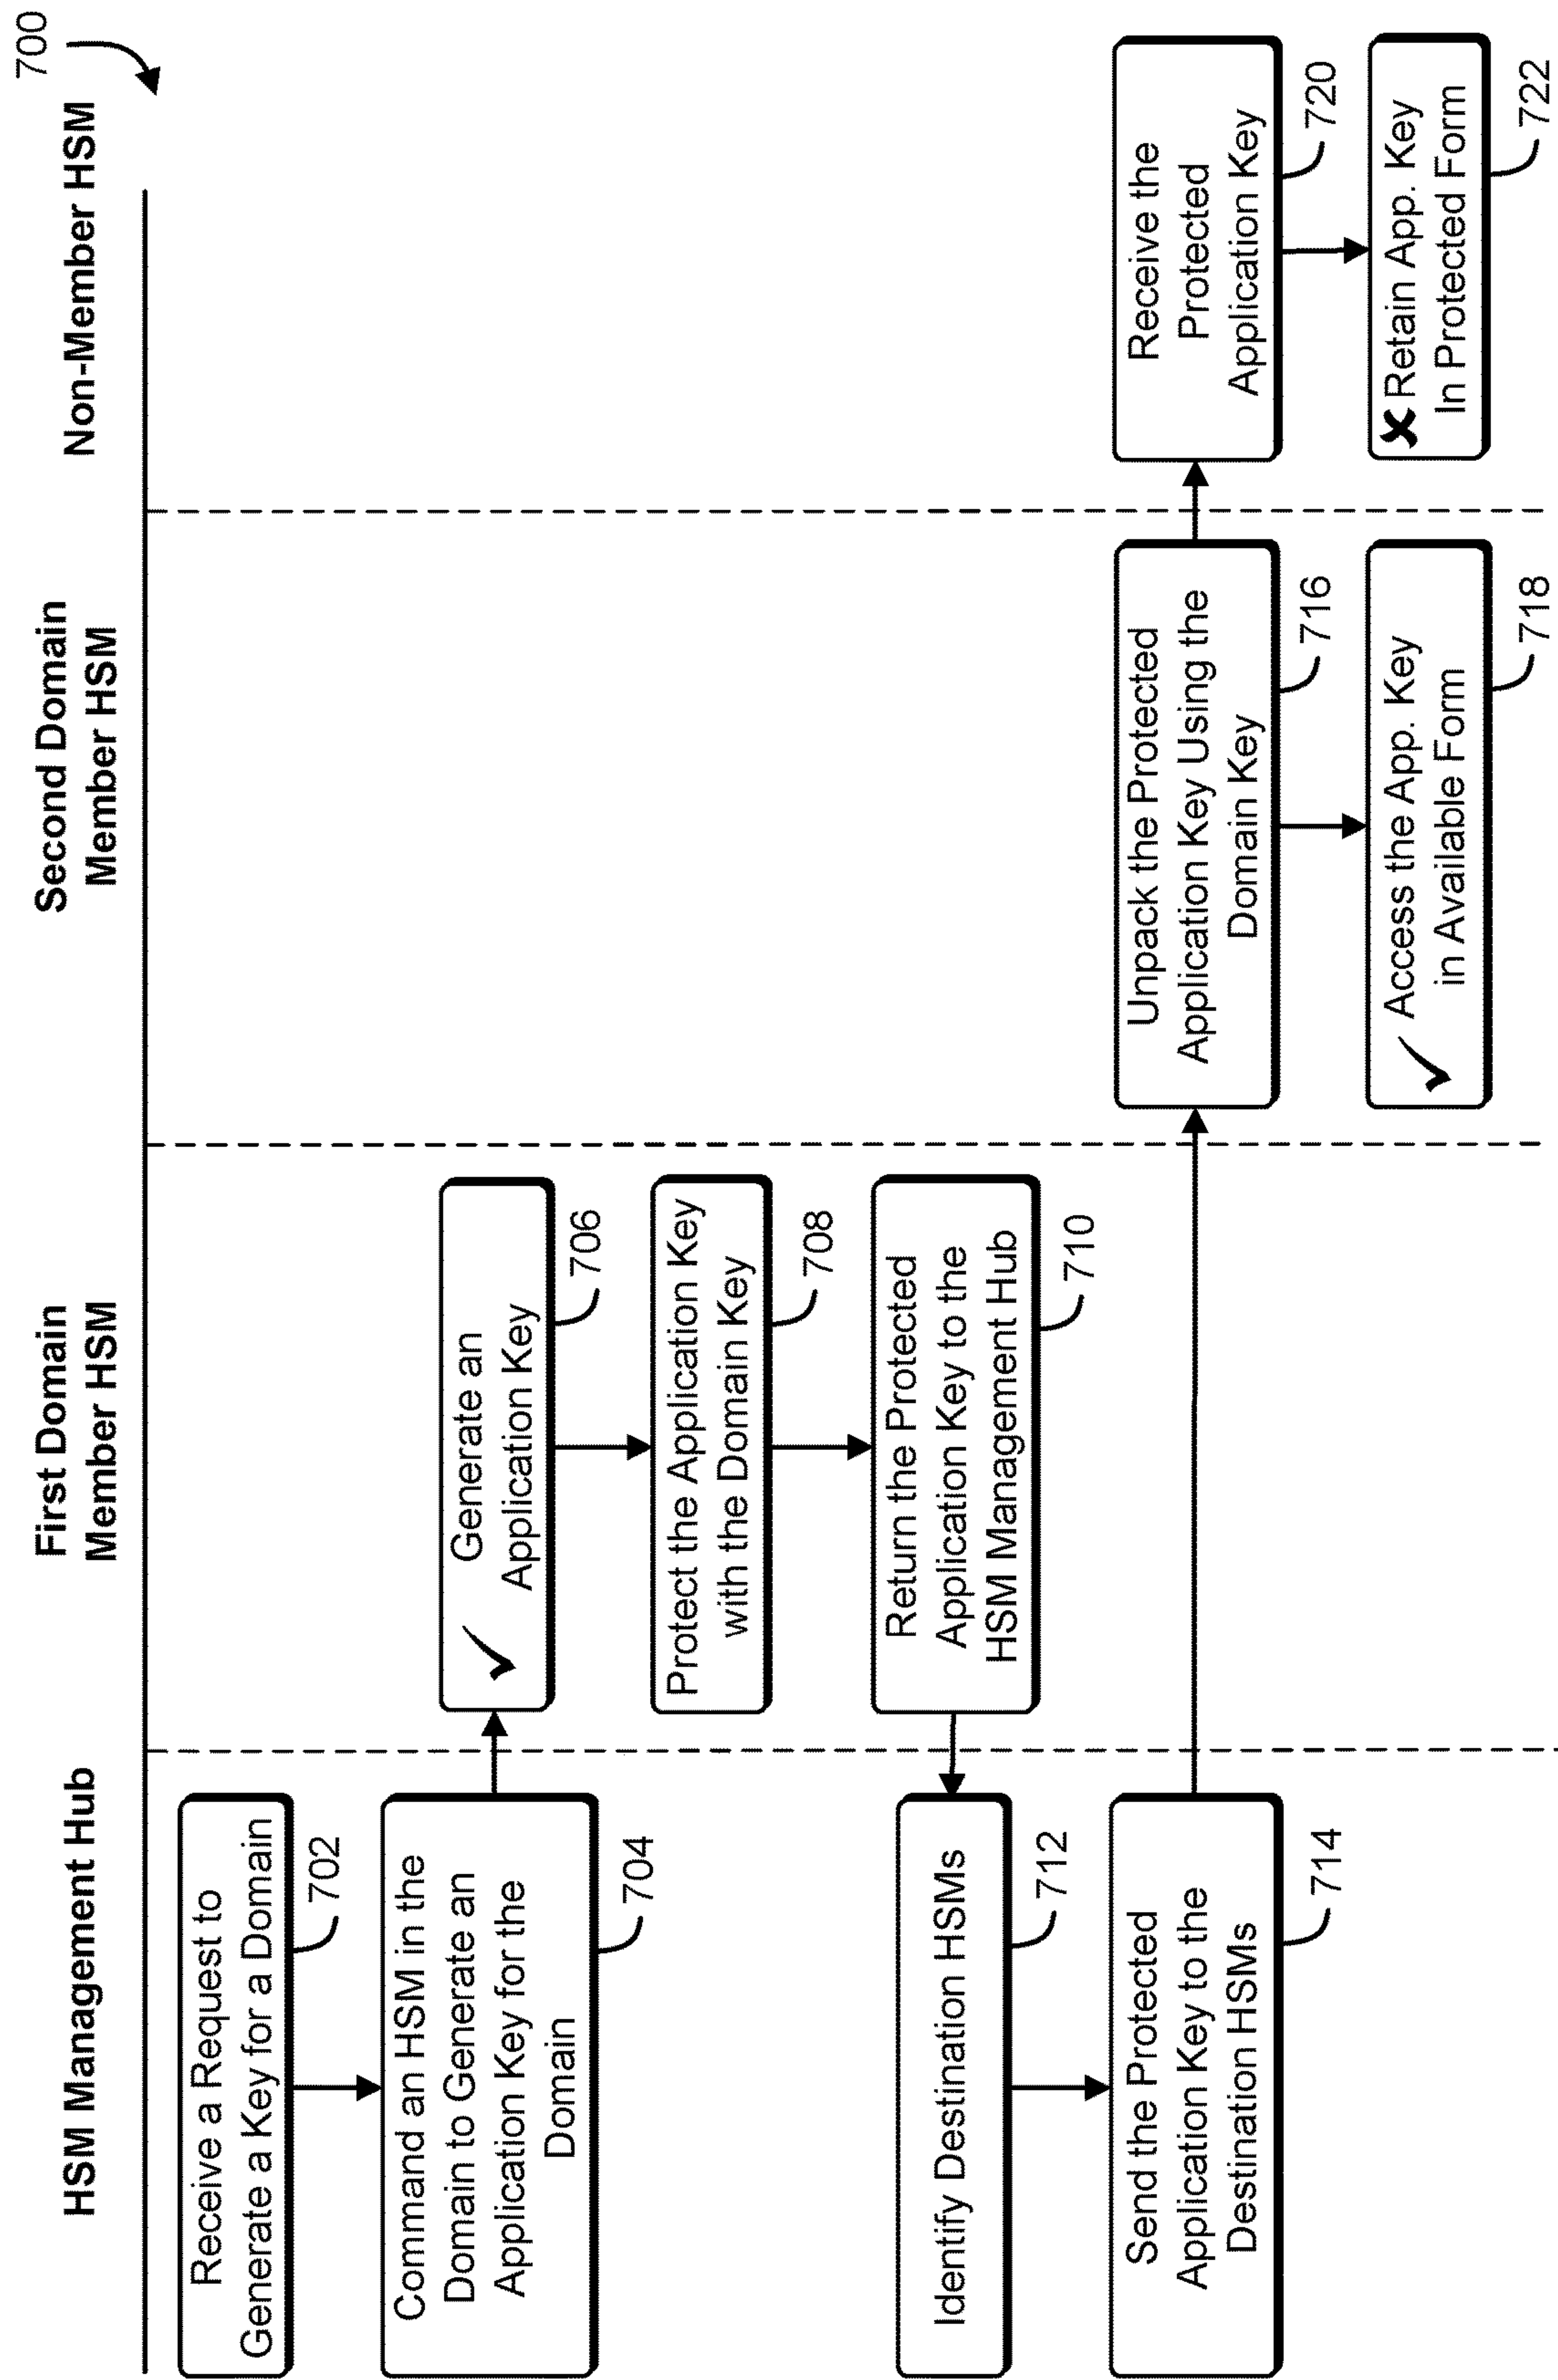 700
HSM Management Hub
First Domain
Member HSM
Second Domain
Member HSM
Non-Member HSM
Receive a Request to
Generate a Key for a Domain
702
Command an HSM in the
Domain to Generate an
Application Key for the
Domain
704
Generate an
Application Key
706
Protect the Application Key
with the Domain Key
708
Return the Protected
Application Key to the
HSM Management Hub
710
Identify Destination HSMs
712
Send the Protected
Application Key to the
Destination HSMs
714
Unpack the Protected
Application Key Using the
Domain Key
716
Access the App. Key
in Available Form
718
Receive the
Protected
Application Key
720
Retain App. Key
In Protected Form
722